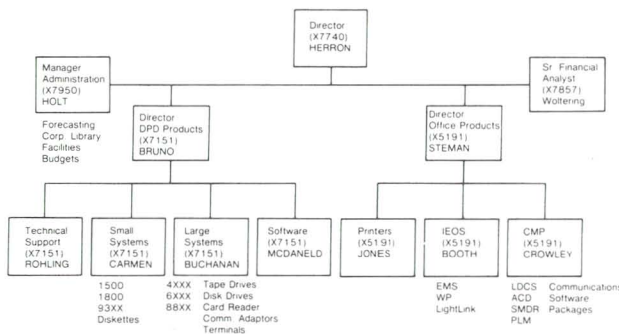 Director
(X7740)
HERRON
Manager
Administration
(X7950)
HOLT
Forecasting
Corp. Library
Facilities
Budgets
Sr. Financial
Analyst
(X7857)
Woltering
Director
DPD Products
(X7151)
BRUNO
Director
Office Products
(X5191)
STEMAN
Technical
Support
(X7151)
ROHLING
Small
Systems
(X7151)
CARMEN
1500
1800
93XX
Diskettes
Large
Systems
(X7151)
BUCHANAN
4XXX Tape Drives
6XXX Disk Drives
88XX Card Reader
Comm. Adaptors
Terminals
Software
(X7151)
MCDANELD
Printers
(X5191)
JONES
IEOS
(X5191)
BOOTH
EMS
WP
LightLink
CMP
(X5191)
CROWLEY
LDCS Communications
ACD Software
SMDR Packages
PLM